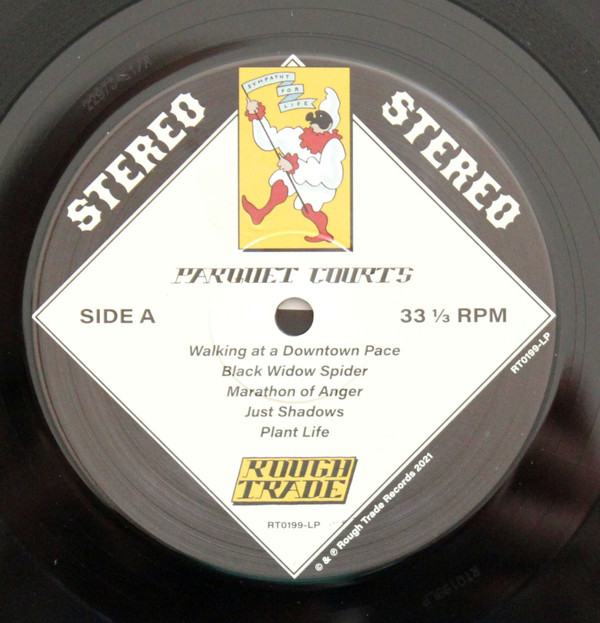 SYMPATHY
FOR
LIFE
STEREO
STEREO
PARQUET COURTS
SIDE A
33 ⅓ RPM
Walking at a Downtown Pace
Black Widow Spider
Marathon of Anger
Just Shadows
Plant Life
ROUGH
TRADE
RT0199-LP
RT0199-LP
© & ℗ Rough Trade Records 2021